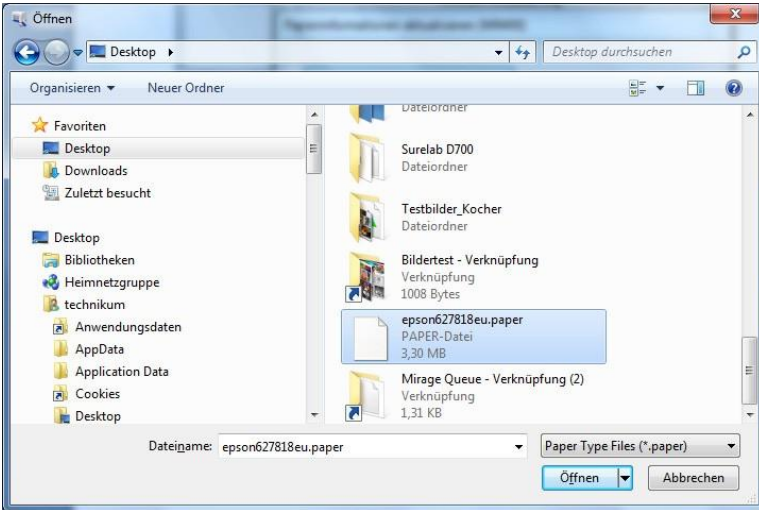 Öffnen
Desktop
Desktop durchsuchen
Organisieren
Neuer Ordner
Favoriten
Desktop
Downloads
Zuletzt besucht
Desktop
Bibliotheken
Heimnetzgruppe
technikum
Anwendungsdaten
AppData
Application Data
Cookies
Desktop
Dateiordner
Surelab D700
Dateiordner
Testbilder_Kocher
Dateiordner
Bildertest - Verknüpfung
Verknüpfung
1008 Bytes
epson627818eu.paper
PAPER-Datei
3,30 MB
Mirage Queue - Verknüpfung (2)
Verknüpfung
1,31 KB
Dateiname: epson627818eu.paper
Paper Type Files (*.paper)
Öffnen
Abbrechen